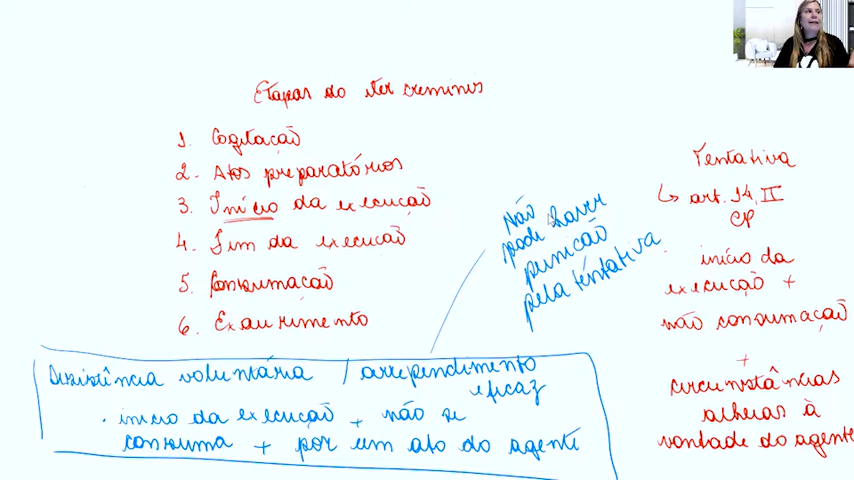 Etapas do iter criminis
1. Cogitação
2. Atos preparatórios
3. Início da execução
4. Fim da execução
5. Consumação
6. Exaurimento
Não
pode haver
punição
pela tentativa
Tentativa
↳ art. 14, II
CP
início da
execução +
não consumação
+
circunstâncias
alheias à
vontade do agente
Desistência voluntária / arrependimento
eficaz
· início da execução + não se
consuma + por um ato do agente